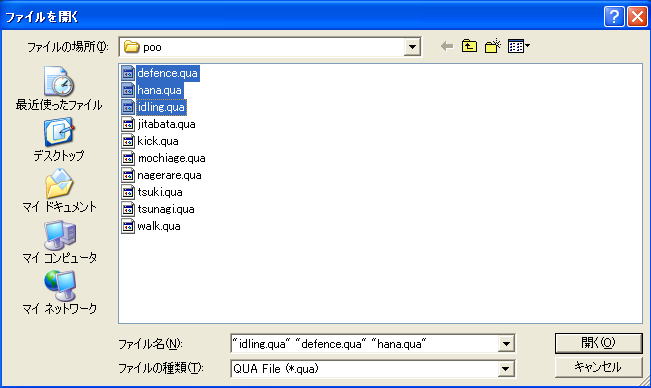 ファイルを開く
ファイルの場所(I):
poo
最近使ったファイル
デスクトップ
マイ ドキュメント
マイ コンピュータ
マイ ネットワーク
defence.qua
hana.qua
idling.qua
jitabata.qua
kick.qua
mochiage.qua
nagerare.qua
tsuki.qua
tsunagi.qua
walk.qua
ファイル名(N):
"idling.qua" "defence.qua" "hana.qua"
開く(O)
ファイルの種類(T):
QUA File (*.qua)
キャンセル